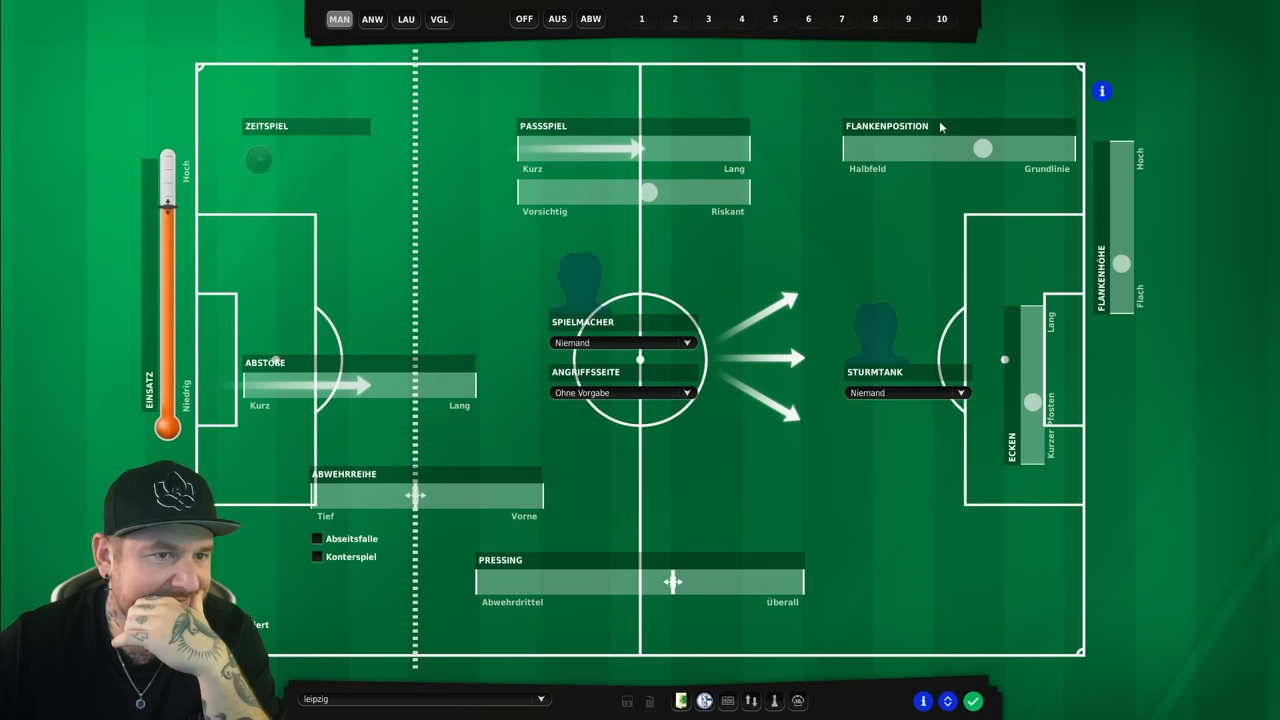 MAN ANW LAU VGL OFF AUS ABW 1 2 3 4 5 6 7 8 9 10
ZEITSPIEL
PASSSPIEL
Kurz Lang
Vorsichtig Riskant
FLANKENPOSITION
Halbfeld Grundlinie
FLANKENHÖHE
Hoch
Flach
EINSATZ
Hoch
Niedrig
SPIELMACHER
Niemand
ANGRIFFSSEITE
Ohne Vorgabe
STURMTANK
Niemand
ABSTÖßE
Kurz Lang
ECKEN
Lang
Kurzer Pfosten
ABWEHRREIHE
Tief Vorne
Abseitsfalle
Konterspiel
PRESSING
Abwehrdrittel Überall
leipzig